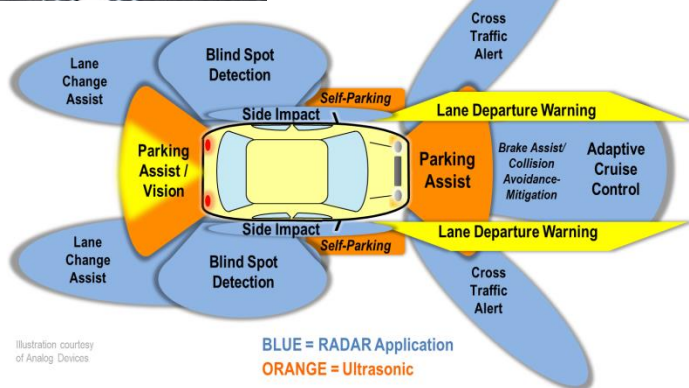 Cross
Traffic
Alert
Lane
Change
Assist
Blind Spot
Detection
Self-Parking
Side Impact
Lane Departure Warning
Parking
Assist /
Vision
Parking
Assist
Brake Assist/
Collision
Avoidance-
Mitigation
Adaptive
Cruise
Control
Side Impact
Lane Departure Warning
Self-Parking
Lane
Change
Assist
Blind Spot
Detection
Cross
Traffic
Alert
Illustration courtesy
of Analog Devices
BLUE = RADAR Application
ORANGE = Ultrasonic